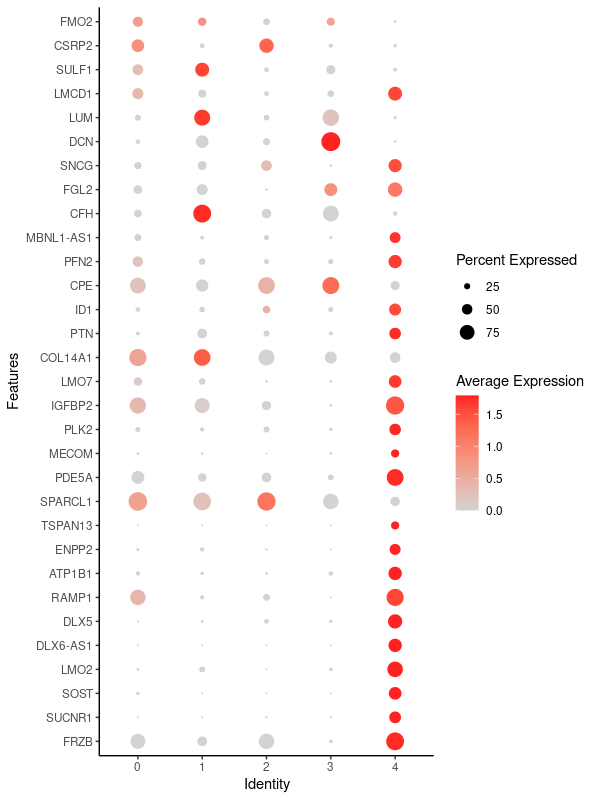 FMO2
CSRP2
SULF1
LMCD1
LUM
DCN
SNCG
FGL2
CFH
MBNL1-AS1
PFN2
CPE
ID1
PTN
COL14A1
LMO7
IGFBP2
PLK2
MECOM
PDE5A
SPARCL1
TSPAN13
ENPP2
ATP1B1
RAMP1
DLX5
DLX6-AS1
LMO2
SOST
SUCNR1
FRZB
Features
0 1 2 3 4
Identity
Percent Expressed
25
50
75
Average Expression
1.5
1.0
0.5
0.0